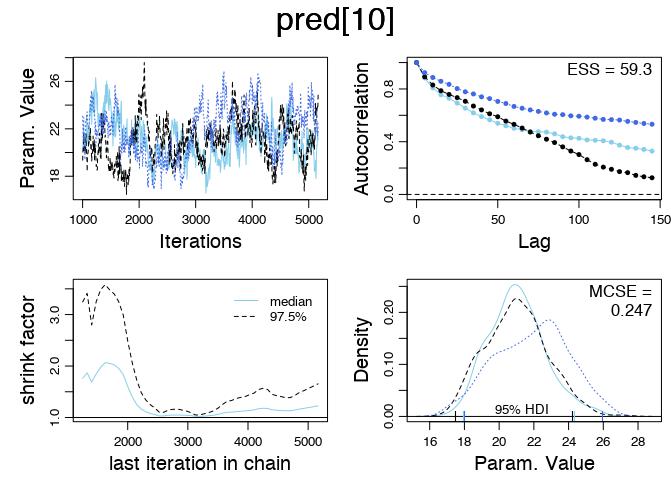 pred[10]
Param. Value
18 22 26
1000 2000 3000 4000 5000
Iterations
Autocorrelation
0.0 0.4 0.8
ESS = 59.3
0 50 100 150
Lag
shrink factor
1.0 2.0 3.0
median
97.5%
2000 3000 4000 5000
last iteration in chain
Density
0.00 0.10 0.20
MCSE =
0.247
95% HDI
16 18 20 22 24 26 28
Param. Value